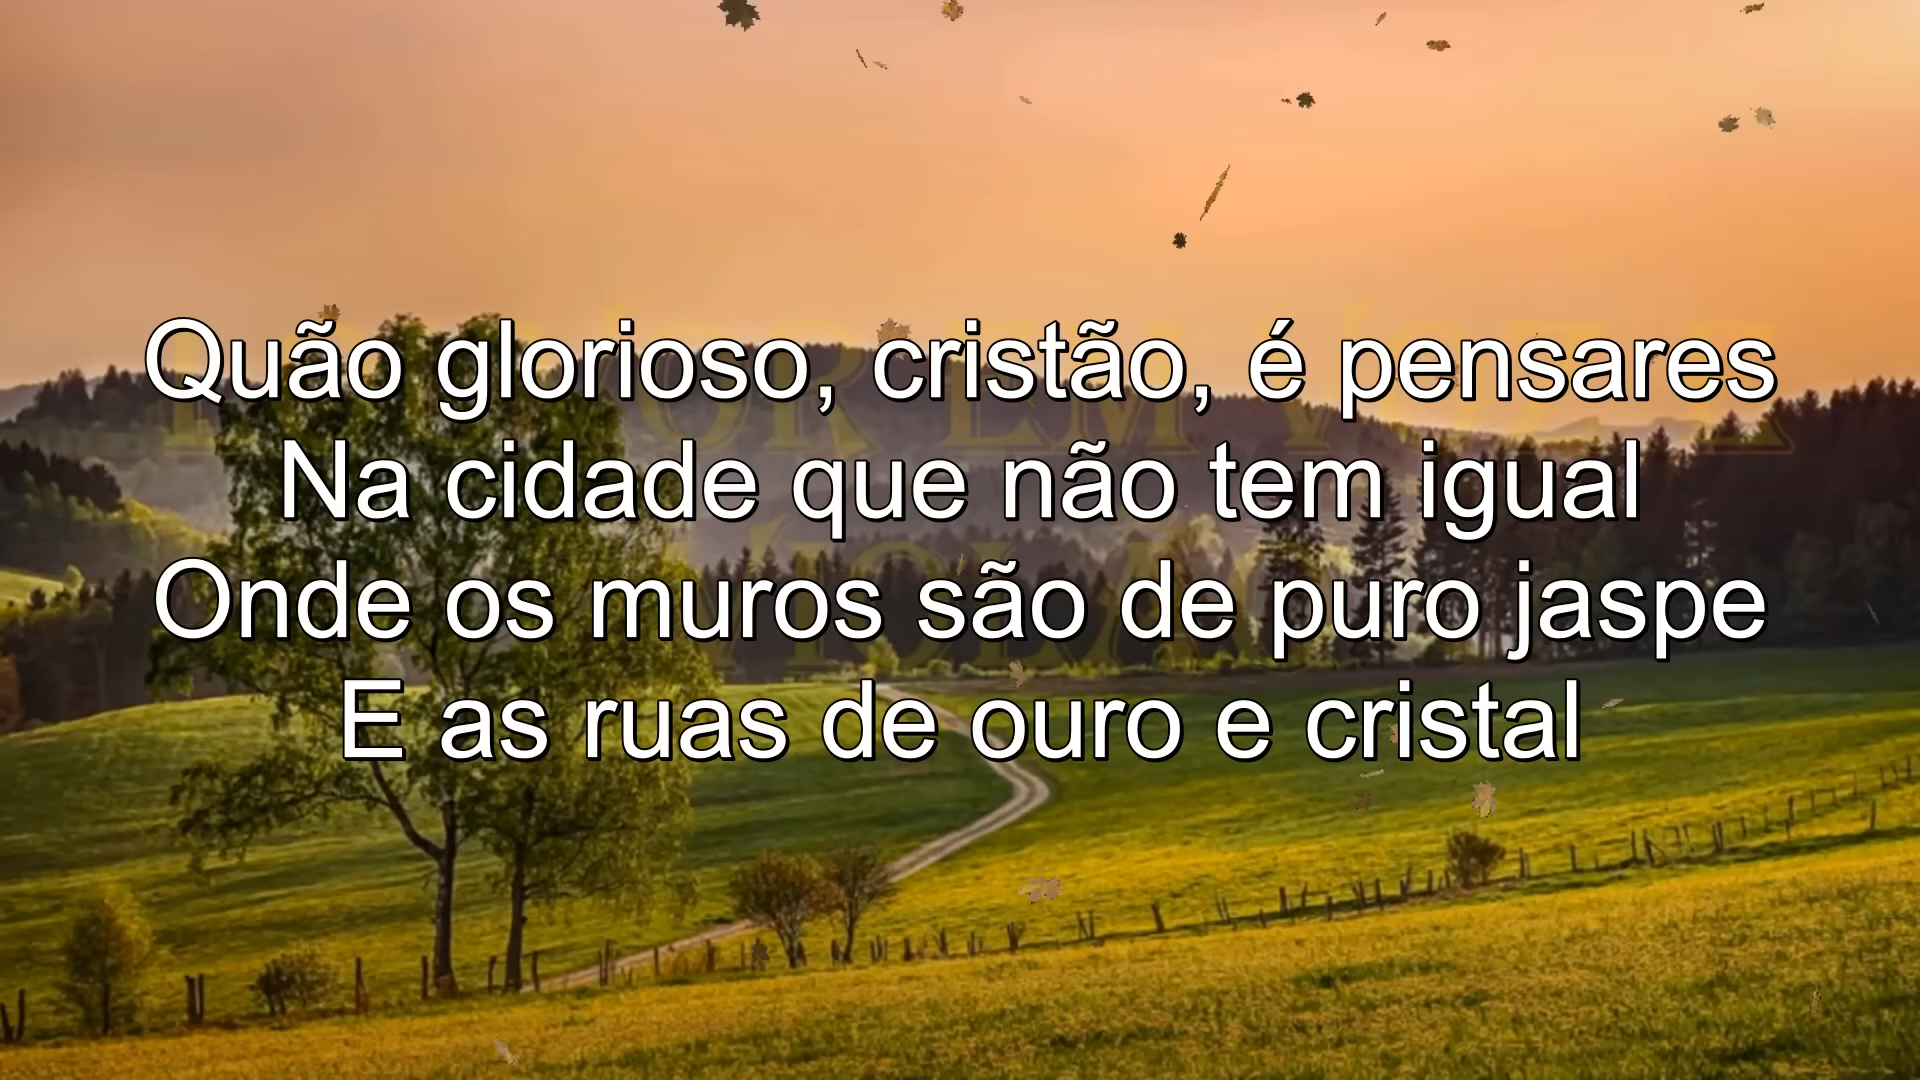 Quão glorioso, cristão, é pensares
Na cidade que não tem igual
Onde os muros são de puro jaspe
E as ruas de ouro e cristal